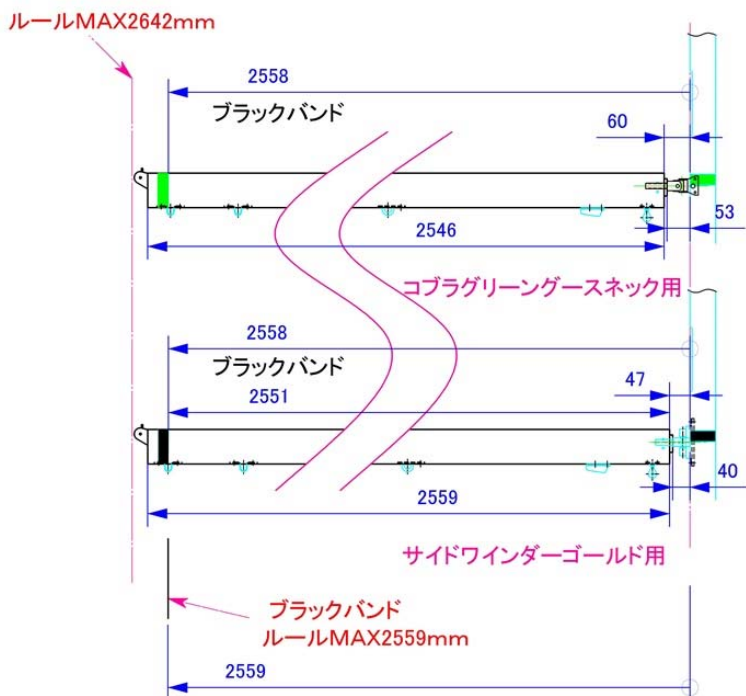 ルールMAX2642mm
2558
ブラックバンド
60
53
2546
コブラグリーングースネック用
2558
ブラックバンド
47
2551
40
2559
サイドワインダーゴールド用
ブラックバンド
ルールMAX2559mm
2559